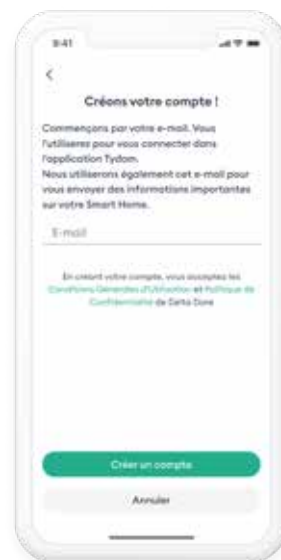 9:41
Créons votre compte !
Commençons par votre e-mail. Vous
l'utiliserez pour vous connecter dans
l'application Tydom.
Nous utiliserons également cet e-mail pour
vous envoyer des informations importantes
sur votre Smart Home.
E-mail
En créant votre compte, vous acceptez les
Conditions Générales d'Utilisation et Politique de
Confidentialité de Delta Dore
Créer un compte
Annuler